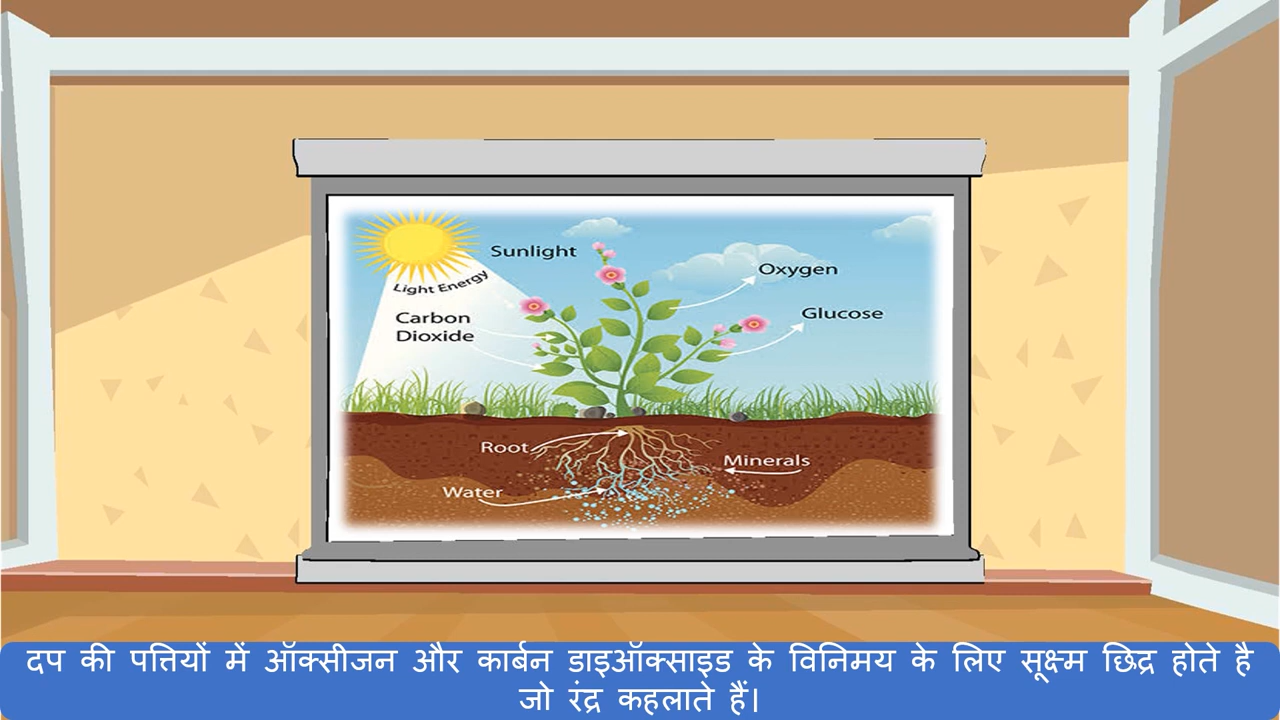 Sunlight
Light Energy
Oxygen
Carbon
Dioxide
Glucose
Root
Minerals
Water
दप की पत्तियों में ऑक्सीजन और कार्बन डाइऑक्साइड के विनिमय के लिए सूक्ष्म छिद्र होते है
जो रंद्र कहलाते हैं।